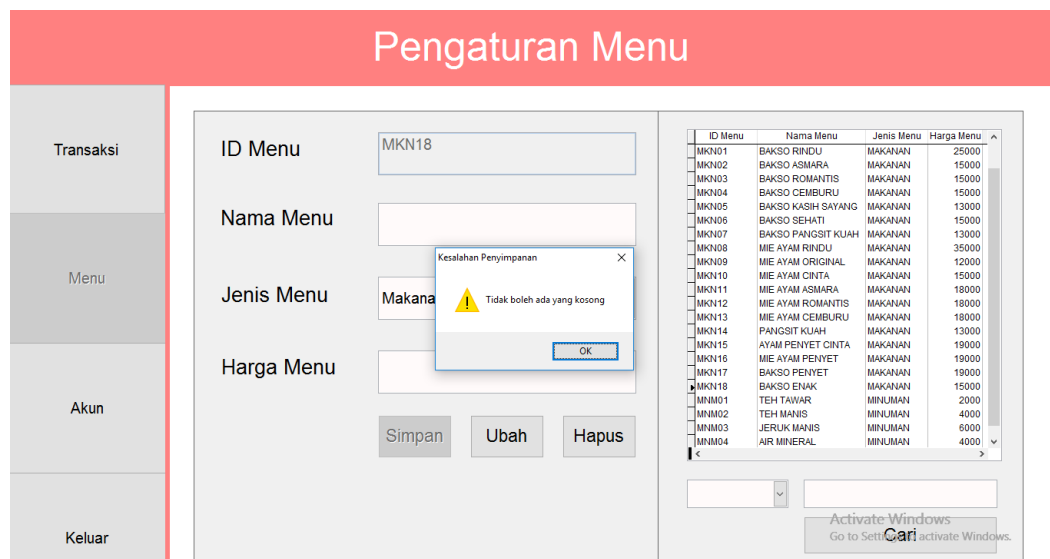 Pengaturan Menu
Transaksi
Menu
Akun
Keluar
ID Menu MKN18
Nama Menu
Jenis Menu Makana
Harga Menu
Simpan Ubah Hapus
Kesalahan Penyimpanan
Tidak boleh ada yang kosong
OK
ID Menu Nama Menu Jenis Menu Harga Menu
MKN01 BAKSO RINDU MAKANAN 25000
MKN02 BAKSO ASMARA MAKANAN 15000
MKN03 BAKSO ROMANTIS MAKANAN 15000
MKN04 BAKSO CEMBURU MAKANAN 15000
MKN05 BAKSO KASIH SAYANG MAKANAN 13000
MKN06 BAKSO SEHATI MAKANAN 15000
MKN07 BAKSO PANGSIT KUAH MAKANAN 13000
MKN08 MIE AYAM RINDU MAKANAN 35000
MKN09 MIE AYAM ORIGINAL MAKANAN 12000
MKN10 MIE AYAM CINTA MAKANAN 15000
MKN11 MIE AYAM ASMARA MAKANAN 18000
MKN12 MIE AYAM ROMANTIS MAKANAN 18000
MKN13 MIE AYAM CEMBURU MAKANAN 18000
MKN14 PANGSIT KUAH MAKANAN 13000
MKN15 AYAM PENYET CINTA MAKANAN 19000
MKN16 MIE AYAM PENYET MAKANAN 19000
MKN17 BAKSO PENYET MAKANAN 19000
MKN18 BAKSO ENAK MAKANAN 15000
MNM01 TEH TAWAR MINUMAN 2000
MNM02 TEH MANIS MINUMAN 4000
MNM03 JERUK MANIS MINUMAN 6000
MNM04 AIR MINERAL MINUMAN 4000
Cari
Activate Windows
Go to Settings to activate Windows.